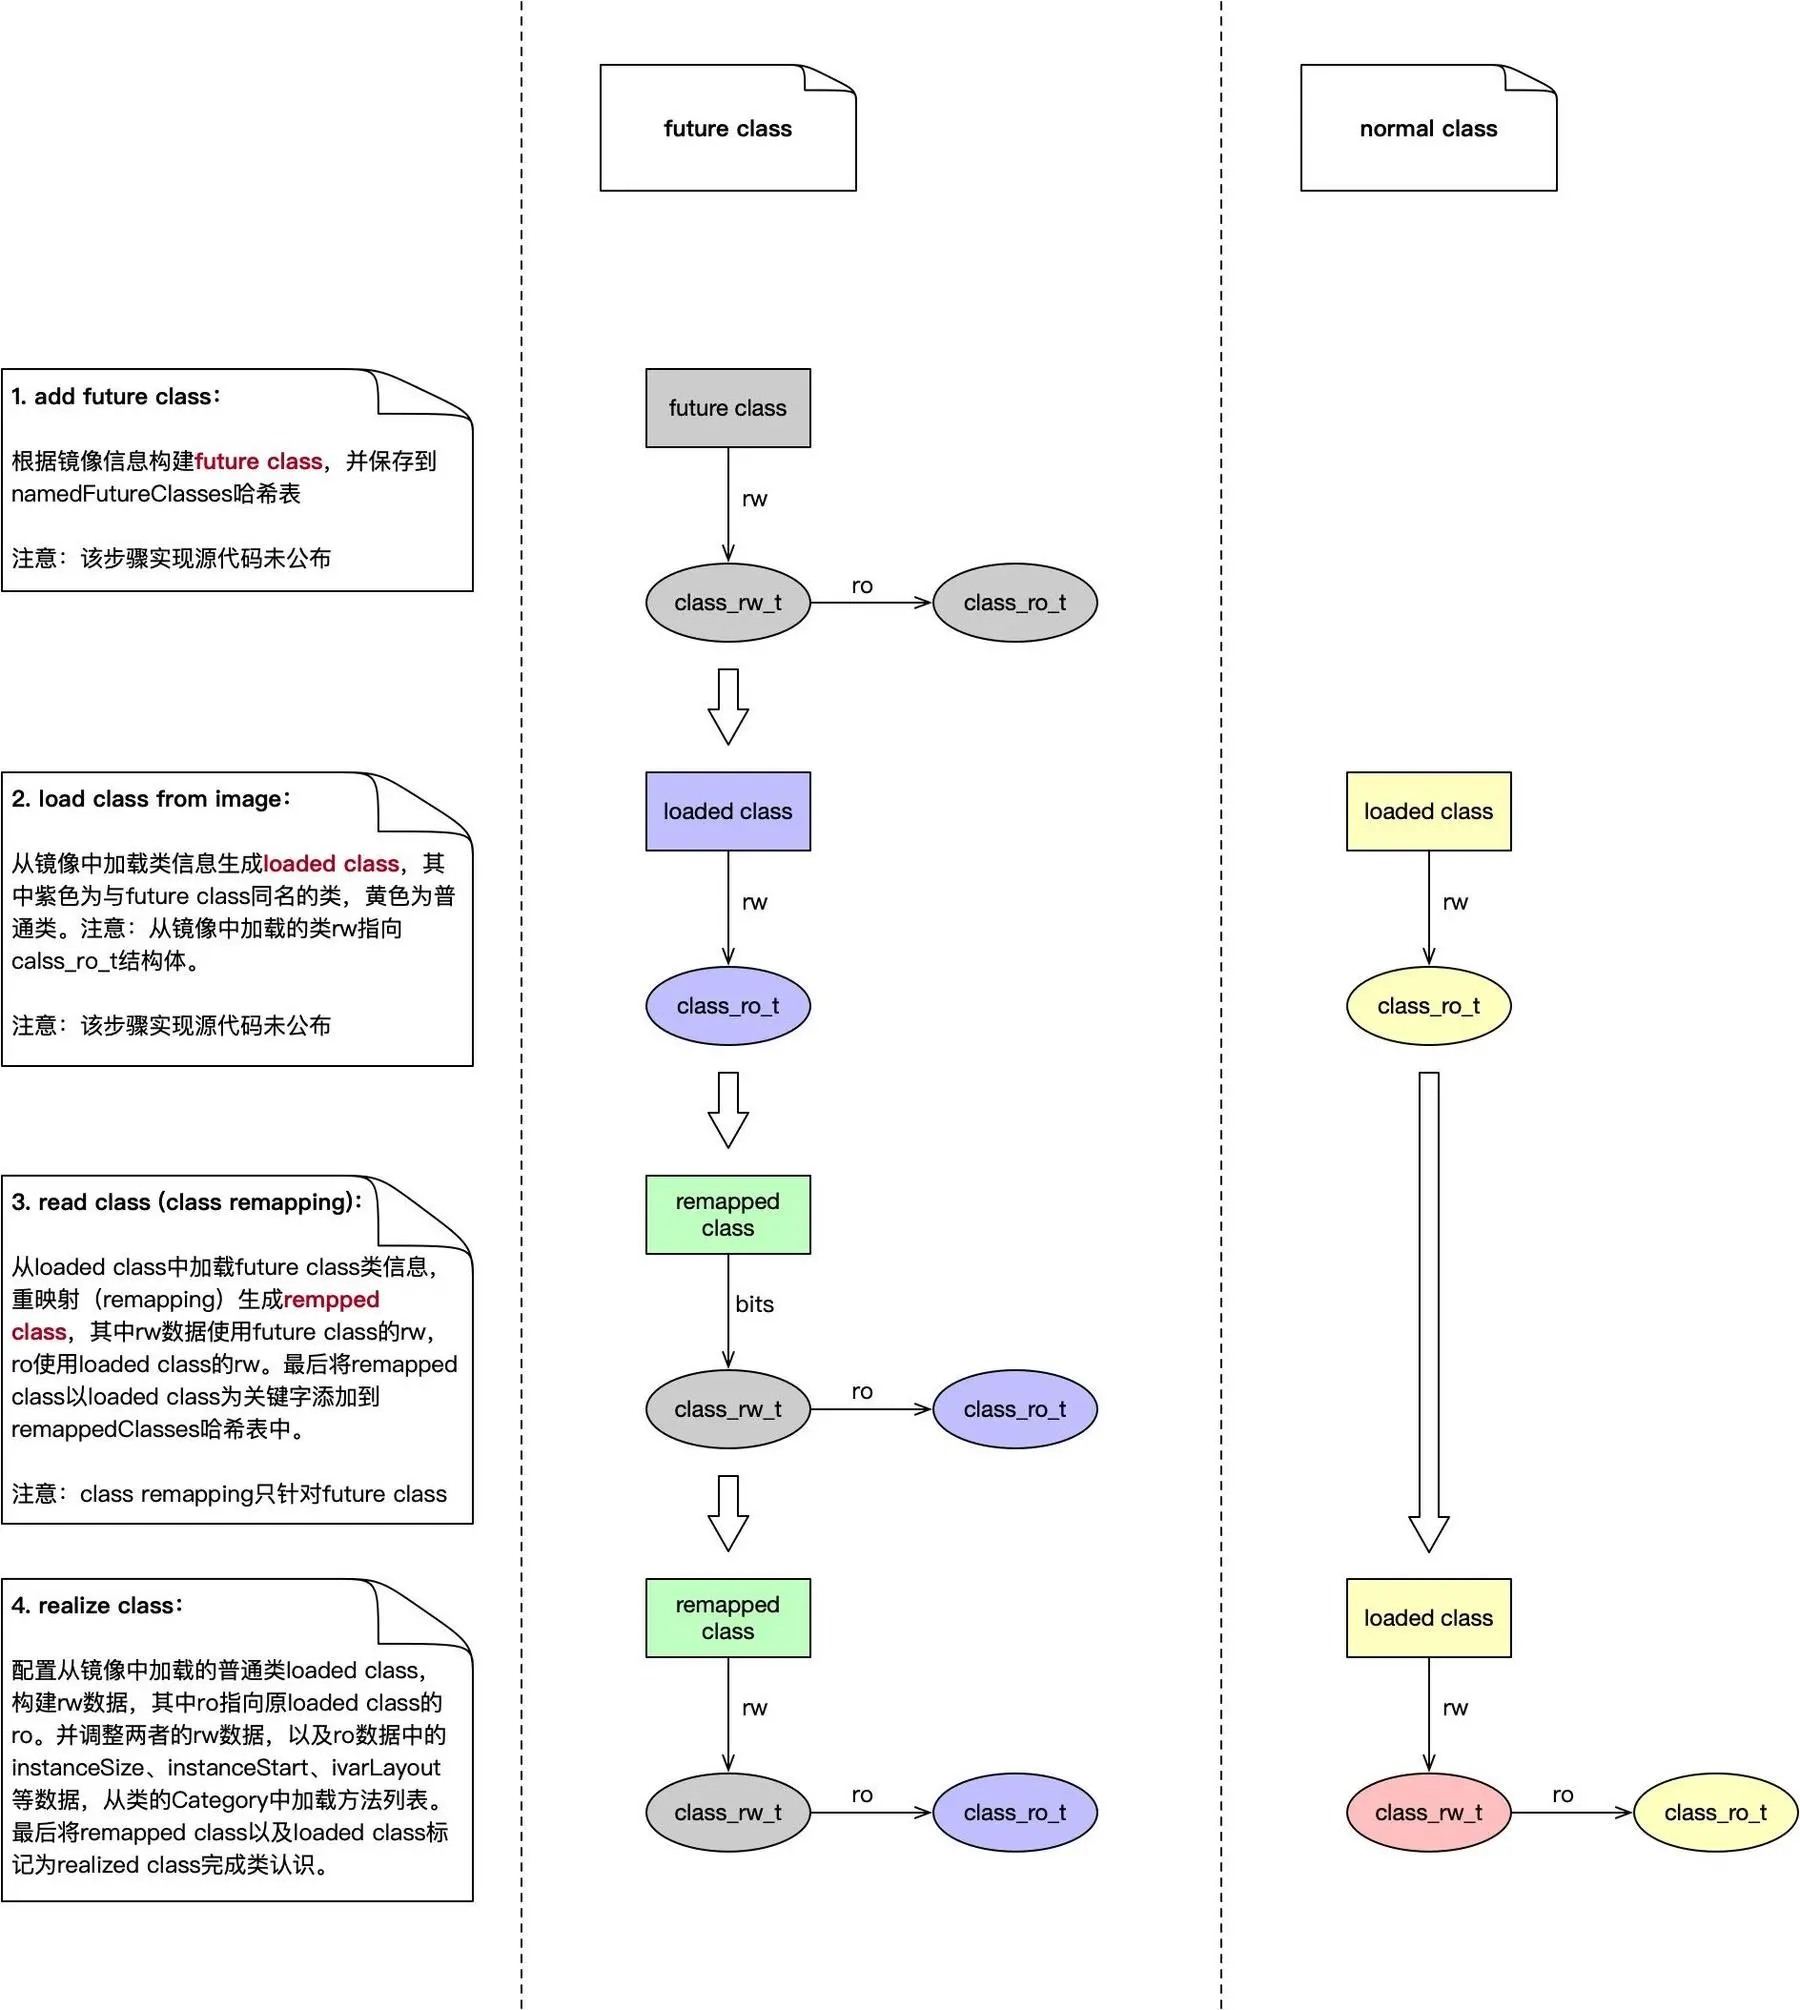 future class
normal class
1. add future class：
根据镜像信息构建future class，并保存到
namedFutureClasses哈希表
注意：该步骤实现源代码未公布
future class
rw
class_rw_t
ro
class_ro_t
2. load class from image：
从镜像中加载类信息生成loaded class，其
中紫色为与future class同名的类，黄色为普
通类。注意：从镜像中加载的类rw指向
calss_ro_t结构体。
注意：该步骤实现源代码未公布
loaded class
rw
class_ro_t
loaded class
rw
class_ro_t
3. read class (class remapping)：
从loaded class中加载future class类信息，
重映射（remapping）生成rempped
class，其中rw数据使用future class的rw，
ro使用loaded class的rw。最后将remapped
class以loaded class为关键字添加到
remappedClasses哈希表中。
注意：class remapping只针对future class
remapped
class
bits
class_rw_t
ro
class_ro_t
4. realize class：
配置从镜像中加载的普通类loaded class，
构建rw数据，其中ro指向原loaded class的
ro。并调整两者的rw数据，以及ro数据中的
instanceSize、instanceStart、ivarLayout
等数据，从类的Category中加载方法列表。
最后将remapped class以及loaded class标
记为realized class完成类认识。
remapped
class
rw
class_rw_t
ro
class_ro_t
loaded class
rw
class_rw_t
ro
class_ro_t